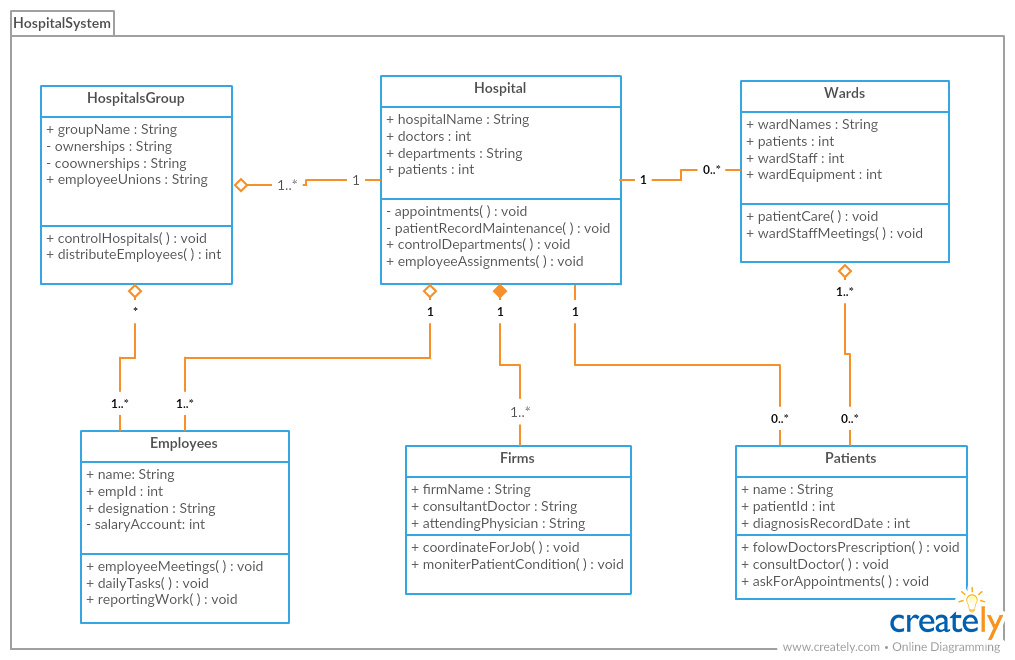 HospitalSystem
HospitalsGroup
+ groupName : String
- ownerships : String
- coownerships : String
+ employeeUnions : String
+ controlHospitals( ) : void
+ distributeEmployees( ) : int
Hospital
+ hospitalName : String
+ doctors : int
+ departments : String
+ patients : int
- appointments( ) : void
- patientRecordMaintenance( ) : void
+ controlDepartments( ) : void
+ employeeAssignments( ) : void
Wards
+ wardNames : String
+ patients : int
+ wardStaff : int
+ wardEquipment : int
+ patientCare( ) : void
+ wardStaffMeetings( ) : void
1..*
1
1
0..*
*
1
1
1
1..*
1..*
1..*
1..*
0..*
0..*
Employees
+ name: String
+ empId : int
+ designation : String
- salaryAccount: int
+ employeeMeetings( ) : void
+ dailyTasks( ) : void
+ reportingWork( ) : void
Firms
+ firmName : String
+ consultantDoctor : String
+ attendingPhysician : String
+ coordinateForJob( ) : void
+ moniterPatientCondition( ) : void
Patients
+ name : String
+ patientId : int
+ diagnosisRecordDate : int
+ folowDoctorsPrescription( ) : void
+ consultDoctor( ) : void
+ askForAppointments( ) : void
creately
www.creately.com • Online Diagramming